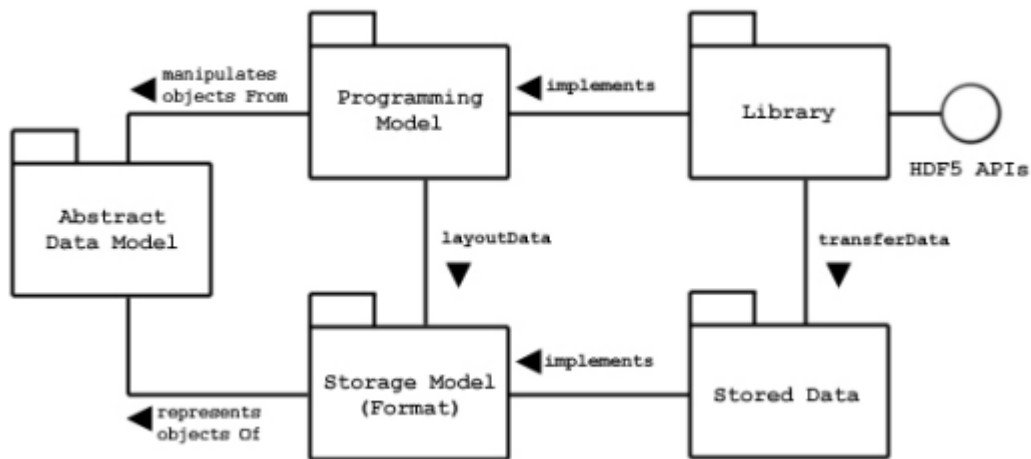 manipulates
objects From
Programming
Model
implements
Library
HDF5 APIs
Abstract
Data Model
layoutData
transferData
Storage Model
(Format)
implements
Stored Data
represents
objects Of